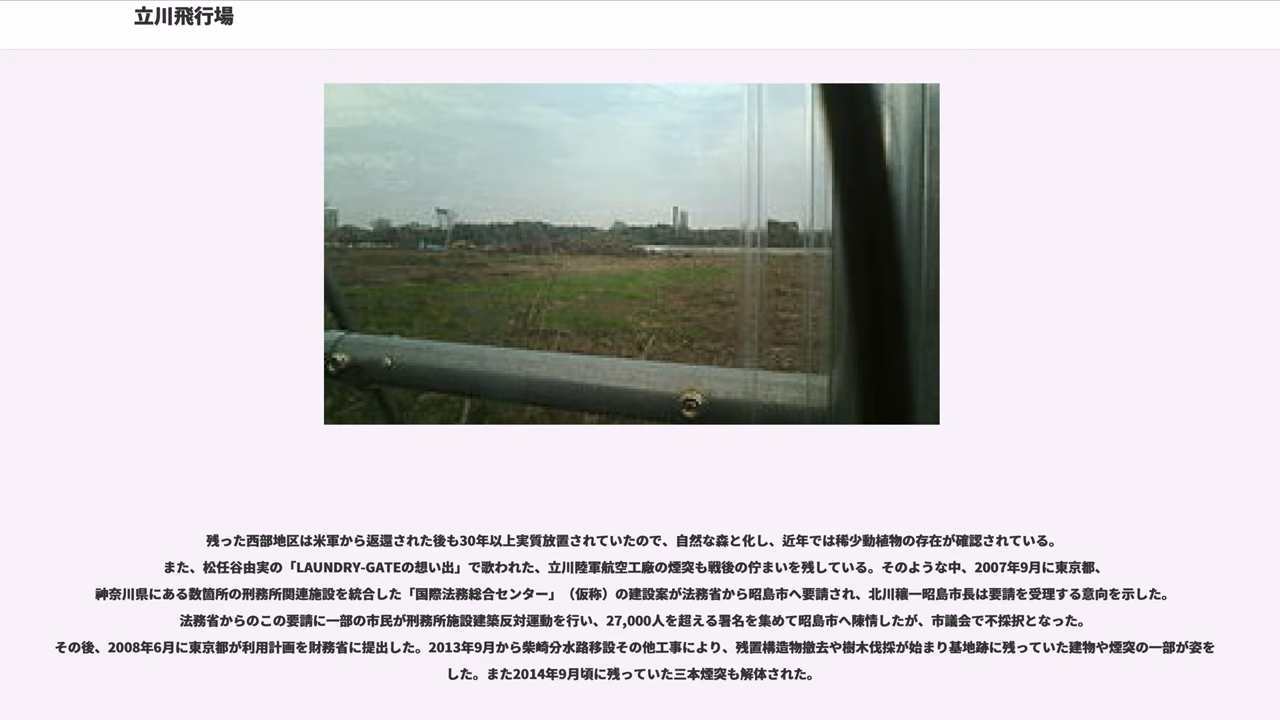 立川飛行場
残った西部地区は米軍から返還された後も30年以上実質放置されていたので、自然な森と化し、近年では稀少動植物の存在が確認されている。
また、松任谷由実の「LAUNDRY-GATEの想い出」で歌われた、立川陸軍航空工廠の煙突も戦後の佇まいを残している。そのような中、2007年9月に東京都、
神奈川県にある数箇所の刑務所関連施設を統合した「国際法務総合センター」（仮称）の建設案が法務省から昭島市へ要請され、北川穰一昭島市長は要請を受理する意向を示した。
法務省からのこの要請に一部の市民が刑務所施設建築反対運動を行い、27,000人を超える署名を集めて昭島市へ陳情したが、市議会で不採択となった。
その後、2008年6月に東京都が利用計画を財務省に提出した。2013年9月から柴崎分水路移設その他工事により、残置構造物撤去や樹木伐採が始まり基地跡に残っていた建物や煙突の一部が姿を
した。また2014年9月頃に残っていた三本煙突も解体された。